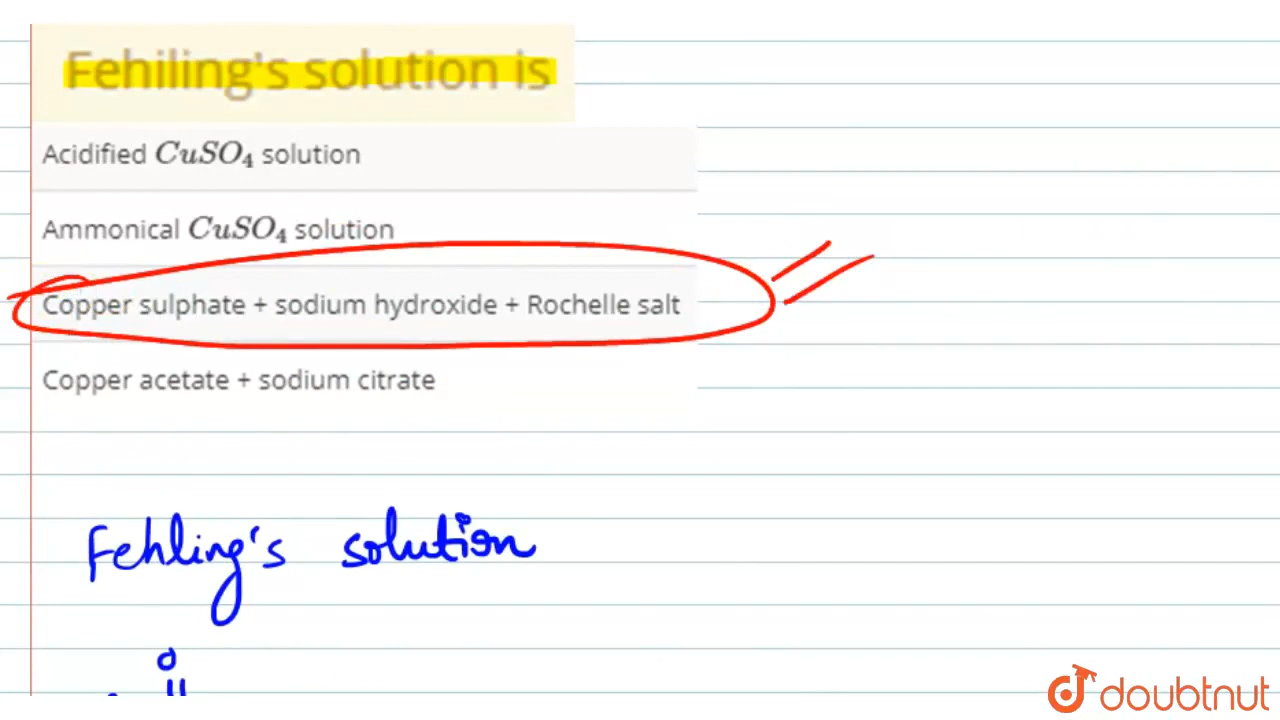 Fehiling's solution is
Acidified CuSO₄ solution
Ammonical CuSO₄ solution
Copper sulphate + sodium hydroxide + Rochelle salt
Copper acetate + sodium citrate
Fehling's solution
O
doubtnut